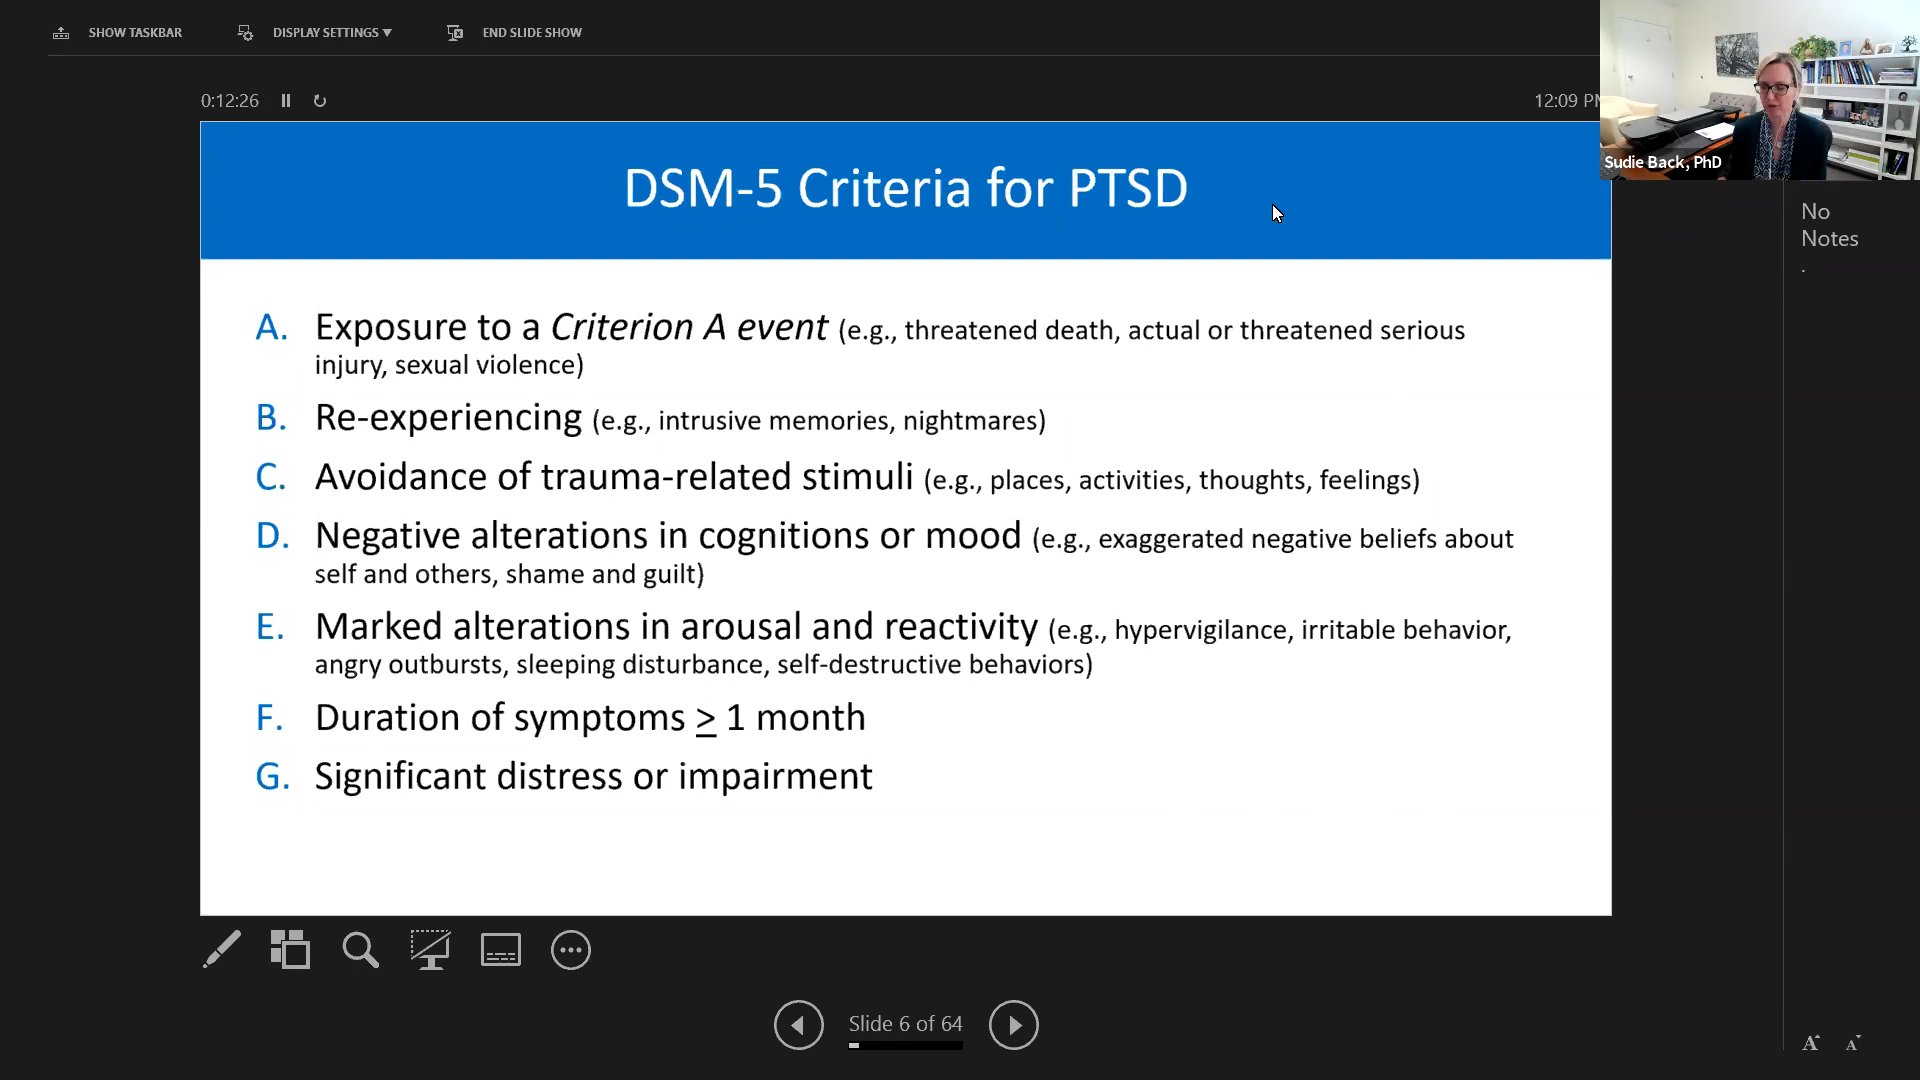 SHOW TASKBAR
DISPLAY SETTINGS ▼
END SLIDE SHOW
0:12:26
12:09 P
Sudie Back, PhD
No
Notes
.
DSM-5 Criteria for PTSD
A. Exposure to a Criterion A event (e.g., threatened death, actual or threatened serious
injury, sexual violence)
B. Re-experiencing (e.g., intrusive memories, nightmares)
C. Avoidance of trauma-related stimuli (e.g., places, activities, thoughts, feelings)
D. Negative alterations in cognitions or mood (e.g., exaggerated negative beliefs about
self and others, shame and guilt)
E. Marked alterations in arousal and reactivity (e.g., hypervigilance, irritable behavior,
angry outbursts, sleeping disturbance, self-destructive behaviors)
F. Duration of symptoms ≥ 1 month
G. Significant distress or impairment
Slide 6 of 64
A A